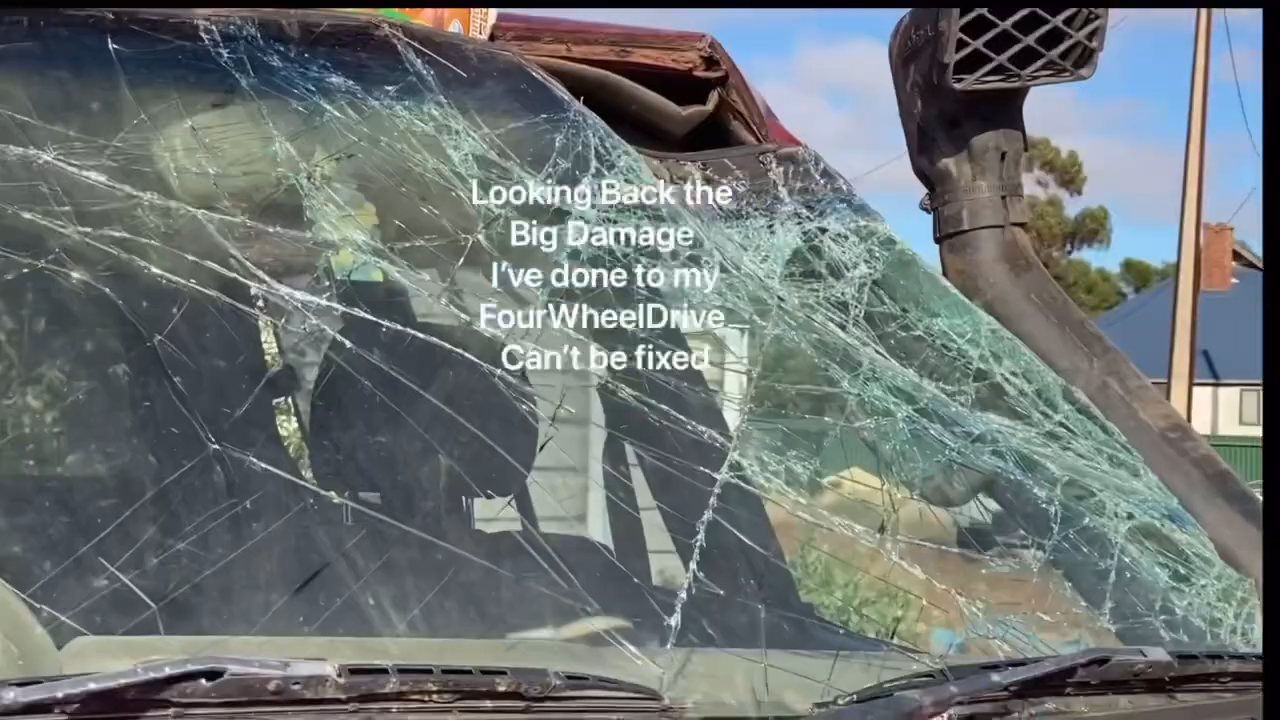 Looking Back the
Big Damage
I've done to my
FourWheelDrive
Can't be fixed